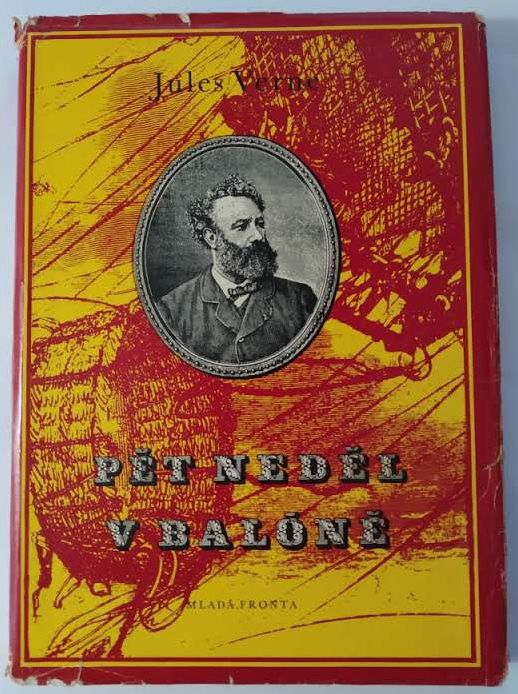 Jules Verne
PĚT NEDĚL
V BALÓNĚ
MLADÁ FRONTA